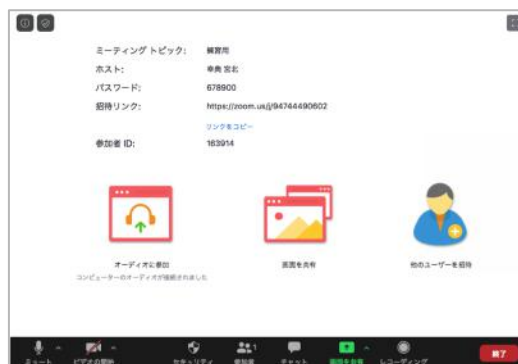 ミーティング トピック: 練習用
ホスト: 幸典 宮北
パスワード: 678900
招待リンク: https://zoom.us/j/94744490602
リンクをコピー
参加者 ID: 163914
オーディオに参加 画面を共有 他のユーザーを招待
コンピューターのオーディオが接続されました
ミュート ビデオの開始 セキュリティ 参加者 1 チャット 画面を共有 レコーディング 終了